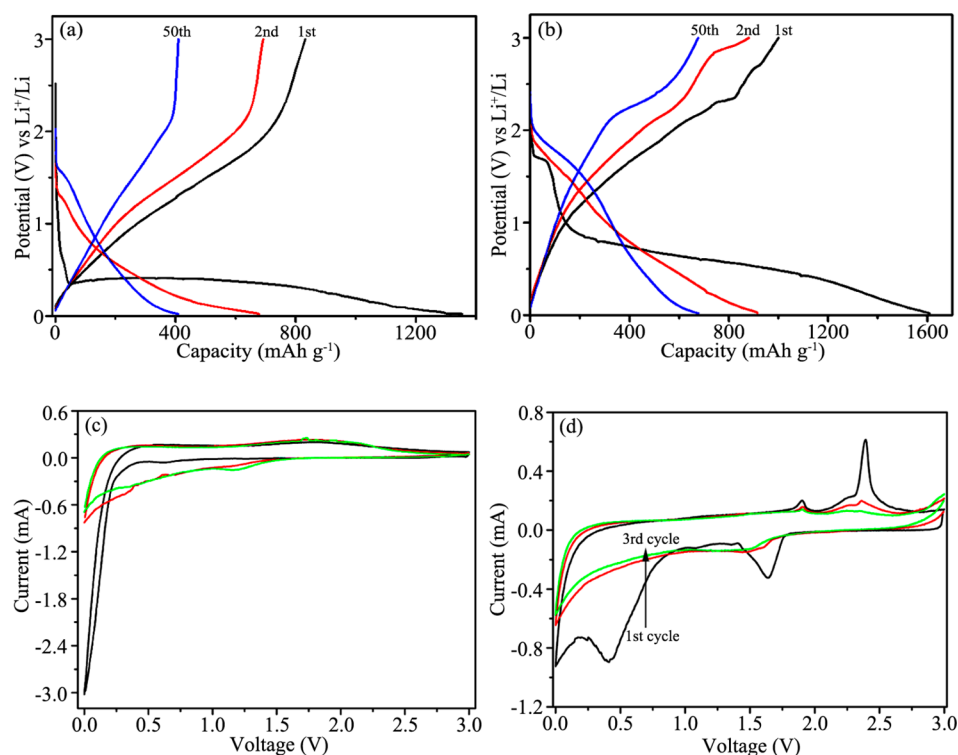 (a) 50th 2nd 1st
3
2
1
0
Potential (V) vs Li⁺/Li
0 400 800 1200
Capacity (mAh g⁻¹)
(b) 50th 2nd 1st
3
2
1
0
Potential (V) vs Li⁺/Li
0 400 800 1200 1600
Capacity (mAh g⁻¹)
(c)
0.6
0.0
-0.6
-1.2
-1.8
-2.4
-3.0
Current (mA)
0.0 0.5 1.0 1.5 2.0 2.5 3.0
Voltage (V)
(d)
0.8
0.4
0.0
-0.4
-0.8
-1.2
Current (mA)
3rd cycle
1st cycle
0.0 0.5 1.0 1.5 2.0 2.5 3.0
Voltage (V)